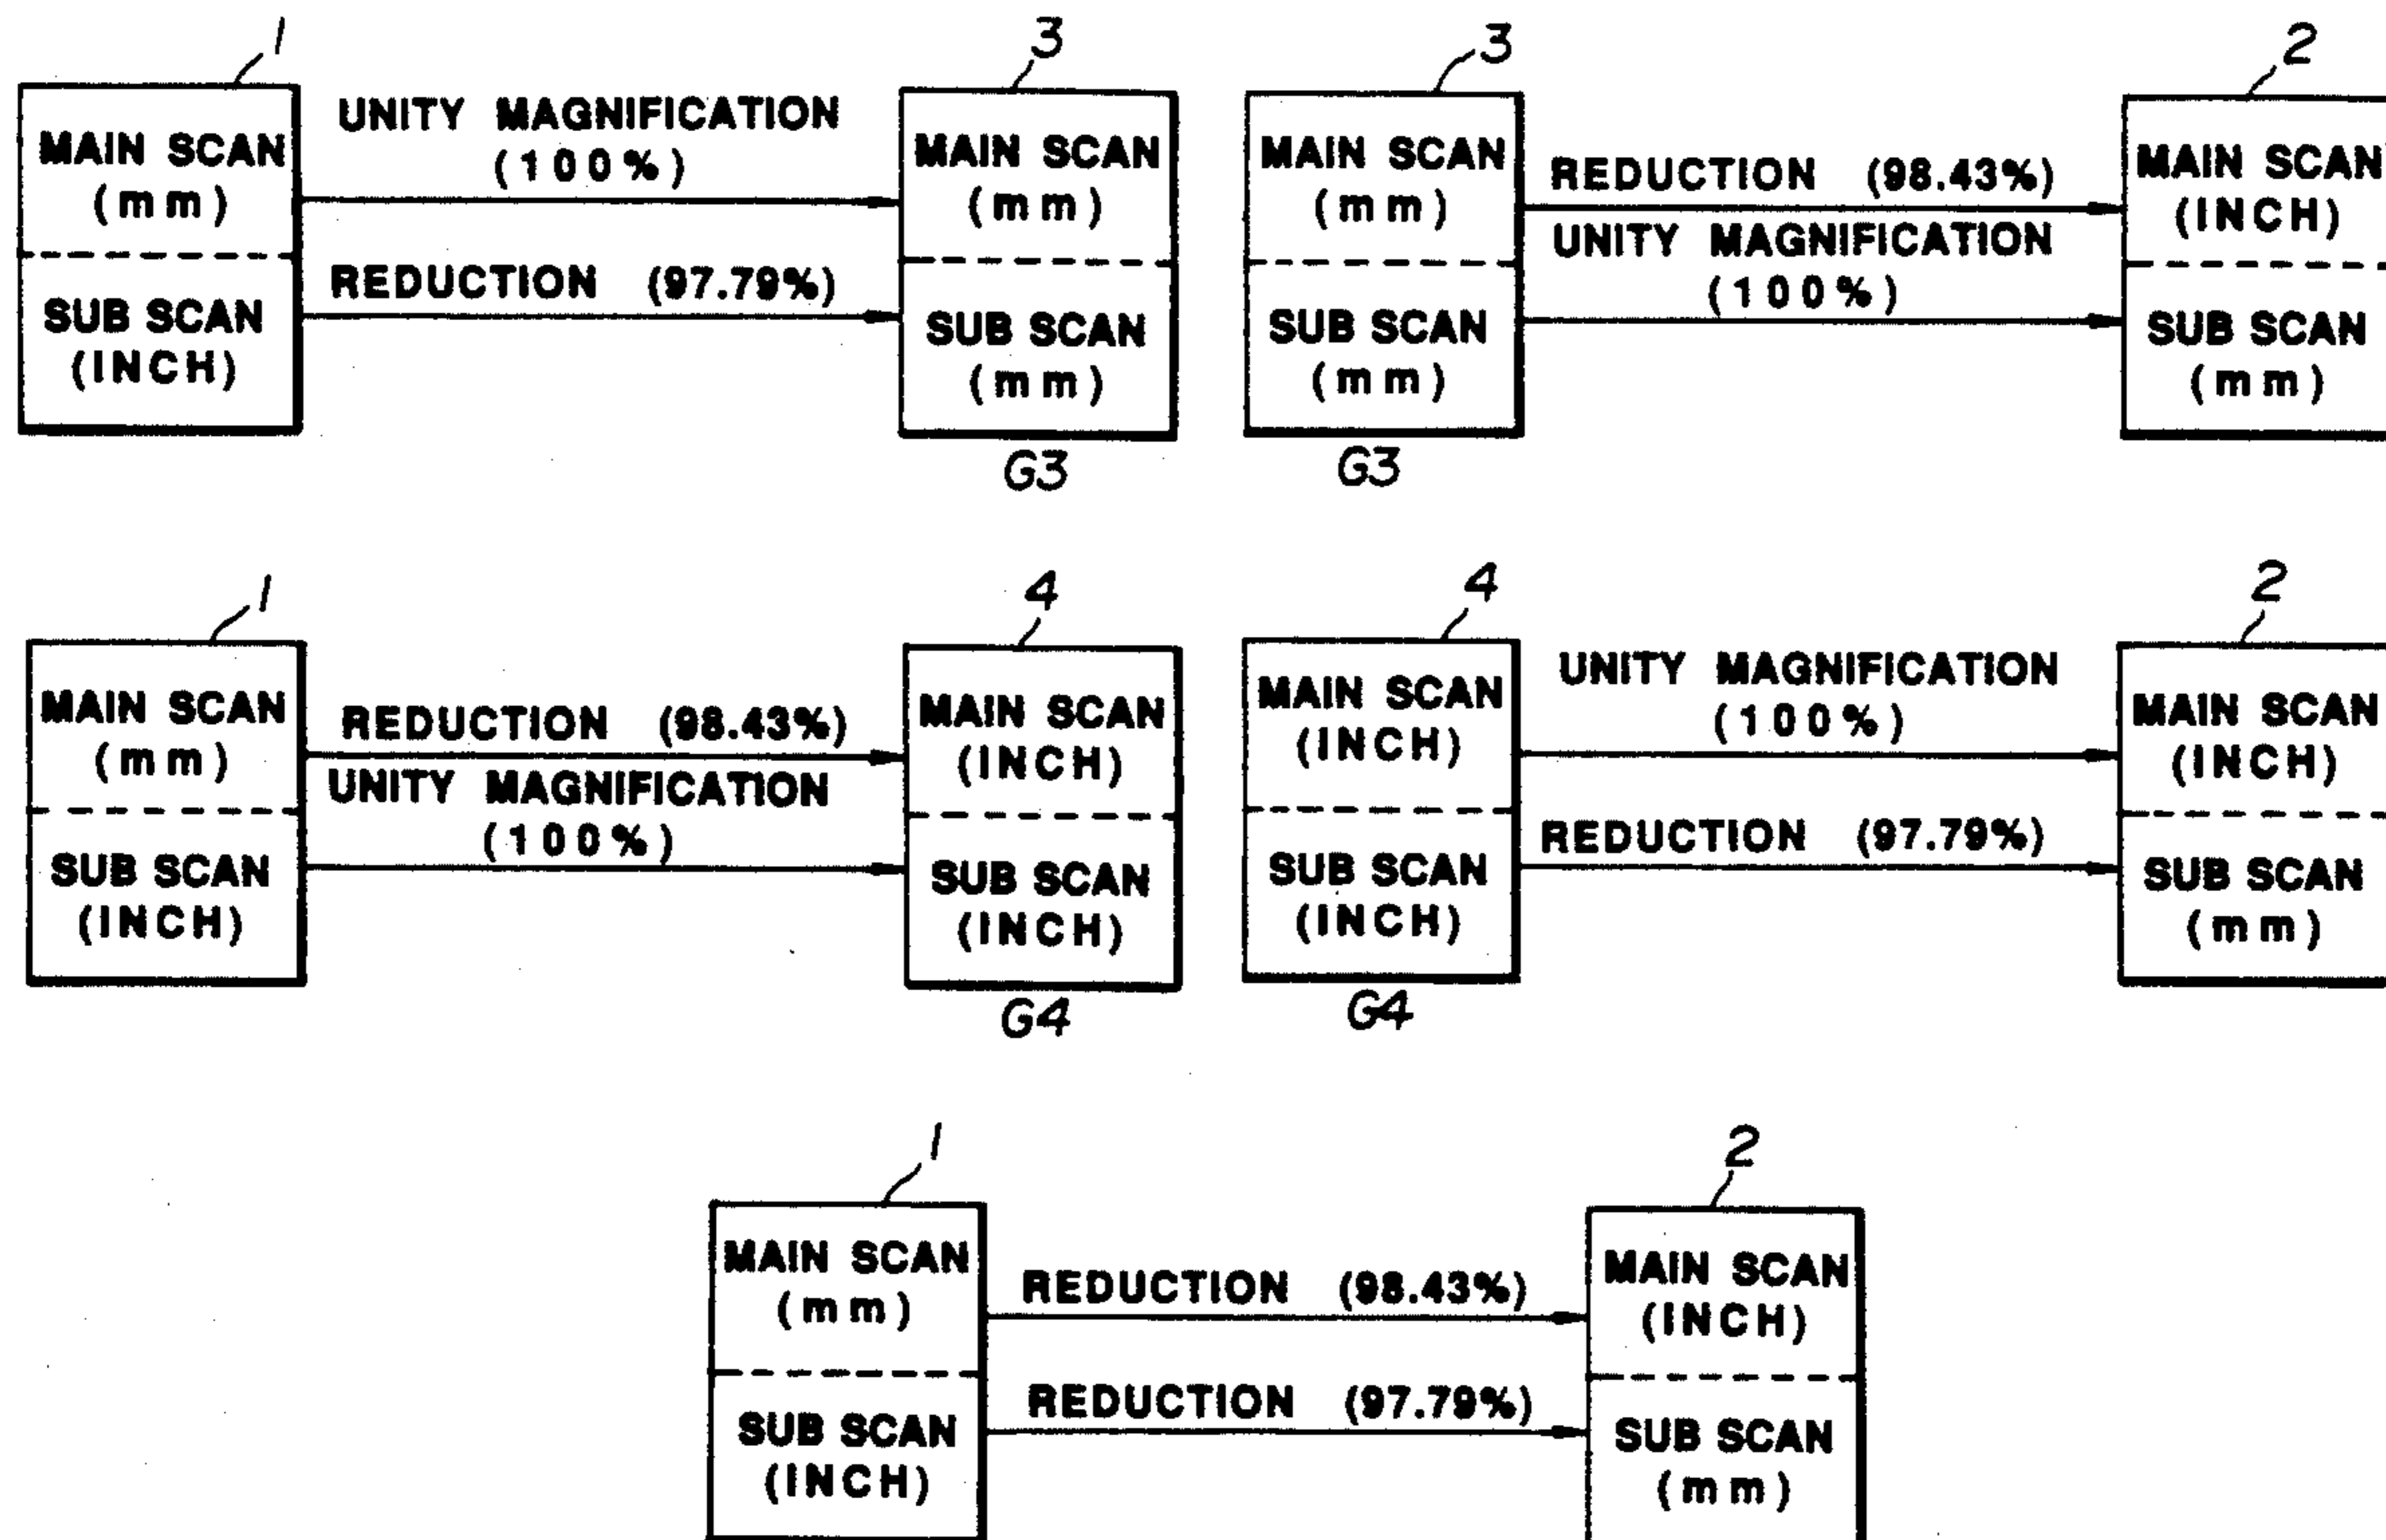 1
MAIN SCAN
(mm)
SUB SCAN
(INCH)
UNITY MAGNIFICATION
(100%)
REDUCTION (97.79%)
3
MAIN SCAN
(mm)
SUB SCAN
(mm)
G3
3
MAIN SCAN
(mm)
SUB SCAN
(mm)
G3
REDUCTION (98.43%)
UNITY MAGNIFICATION
(100%)
2
MAIN SCAN
(INCH)
SUB SCAN
(mm)
1
MAIN SCAN
(mm)
SUB SCAN
(INCH)
REDUCTION (98.43%)
UNITY MAGNIFICATION
(100%)
4
MAIN SCAN
(INCH)
SUB SCAN
(INCH)
G4
4
MAIN SCAN
(INCH)
SUB SCAN
(INCH)
G4
UNITY MAGNIFICATION
(100%)
REDUCTION (97.79%)
2
MAIN SCAN
(INCH)
SUB SCAN
(mm)
1
MAIN SCAN
(mm)
SUB SCAN
(INCH)
REDUCTION (98.43%)
REDUCTION (97.79%)
2
MAIN SCAN
(INCH)
SUB SCAN
(mm)